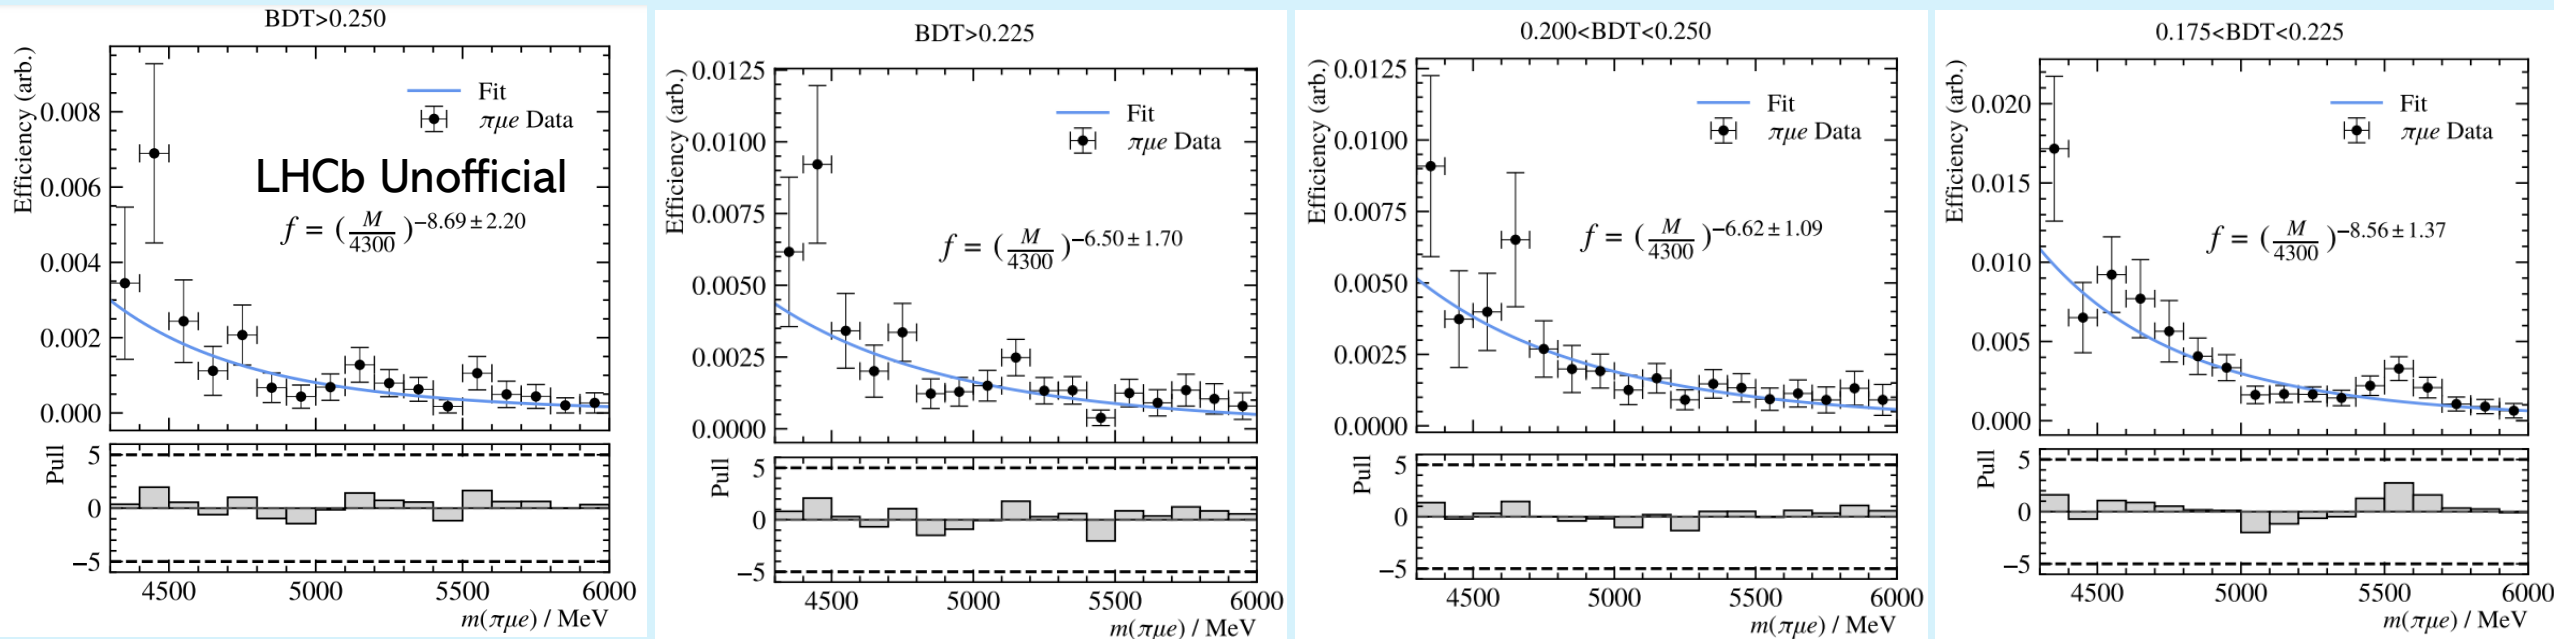 BDT>0.250
Efficiency (arb.)
0.008
0.006
0.004
0.002
0.000
Fit
πμe Data
LHCb Unofficial
f = (M/4300)^−8.69±2.20
Pull
5
0
−5
4500 5000 5500 6000
m(πμe) / MeV
BDT>0.225
Efficiency (arb.)
0.0125
0.0100
0.0075
0.0050
0.0025
0.0000
Fit
πμe Data
f = (M/4300)^−6.50±1.70
Pull
5
0
−5
4500 5000 5500 6000
m(πμe) / MeV
0.200<BDT<0.250
Efficiency (arb.)
0.0125
0.0100
0.0075
0.0050
0.0025
0.0000
Fit
πμe Data
f = (M/4300)^−6.62±1.09
Pull
5
0
−5
4500 5000 5500 6000
m(πμe) / MeV
0.175<BDT<0.225
Efficiency (arb.)
0.020
0.015
0.010
0.005
0.000
Fit
πμe Data
f = (M/4300)^−8.56±1.37
Pull
5
0
−5
4500 5000 5500 6000
m(πμe) / MeV